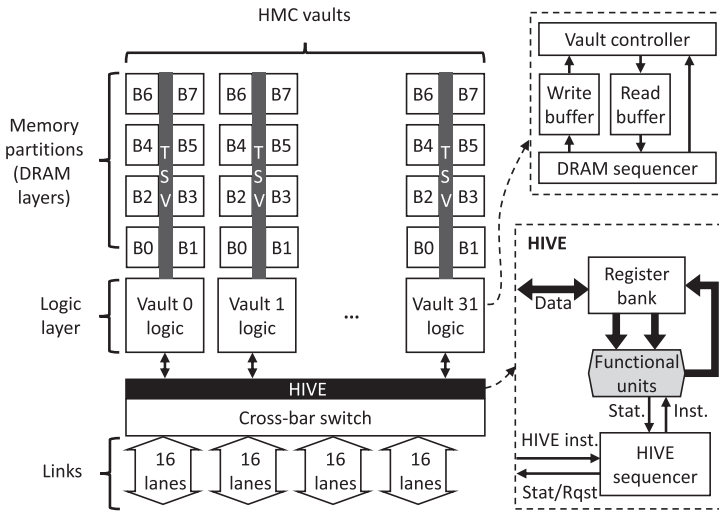 HMC vaults
Memory
partitions
(DRAM
layers)
B6 B7 B6 B7 B6 B7
B4 B5 B4 B5 B4 B5
B2 B3 B2 B3 B2 B3
B0 B1 B0 B1 B0 B1
T
S
V
T
S
V
T
S
V
Logic
layer
Vault 0
logic
Vault 1
logic
...
Vault 31
logic
HIVE
Cross-bar switch
Links
16
lanes
16
lanes
16
lanes
16
lanes
Vault controller
Write
buffer
Read
buffer
DRAM sequencer
HIVE
Register
bank
Data
Functional
units
Stat. Inst.
HIVE inst.
HIVE
sequencer
Stat/Rqst